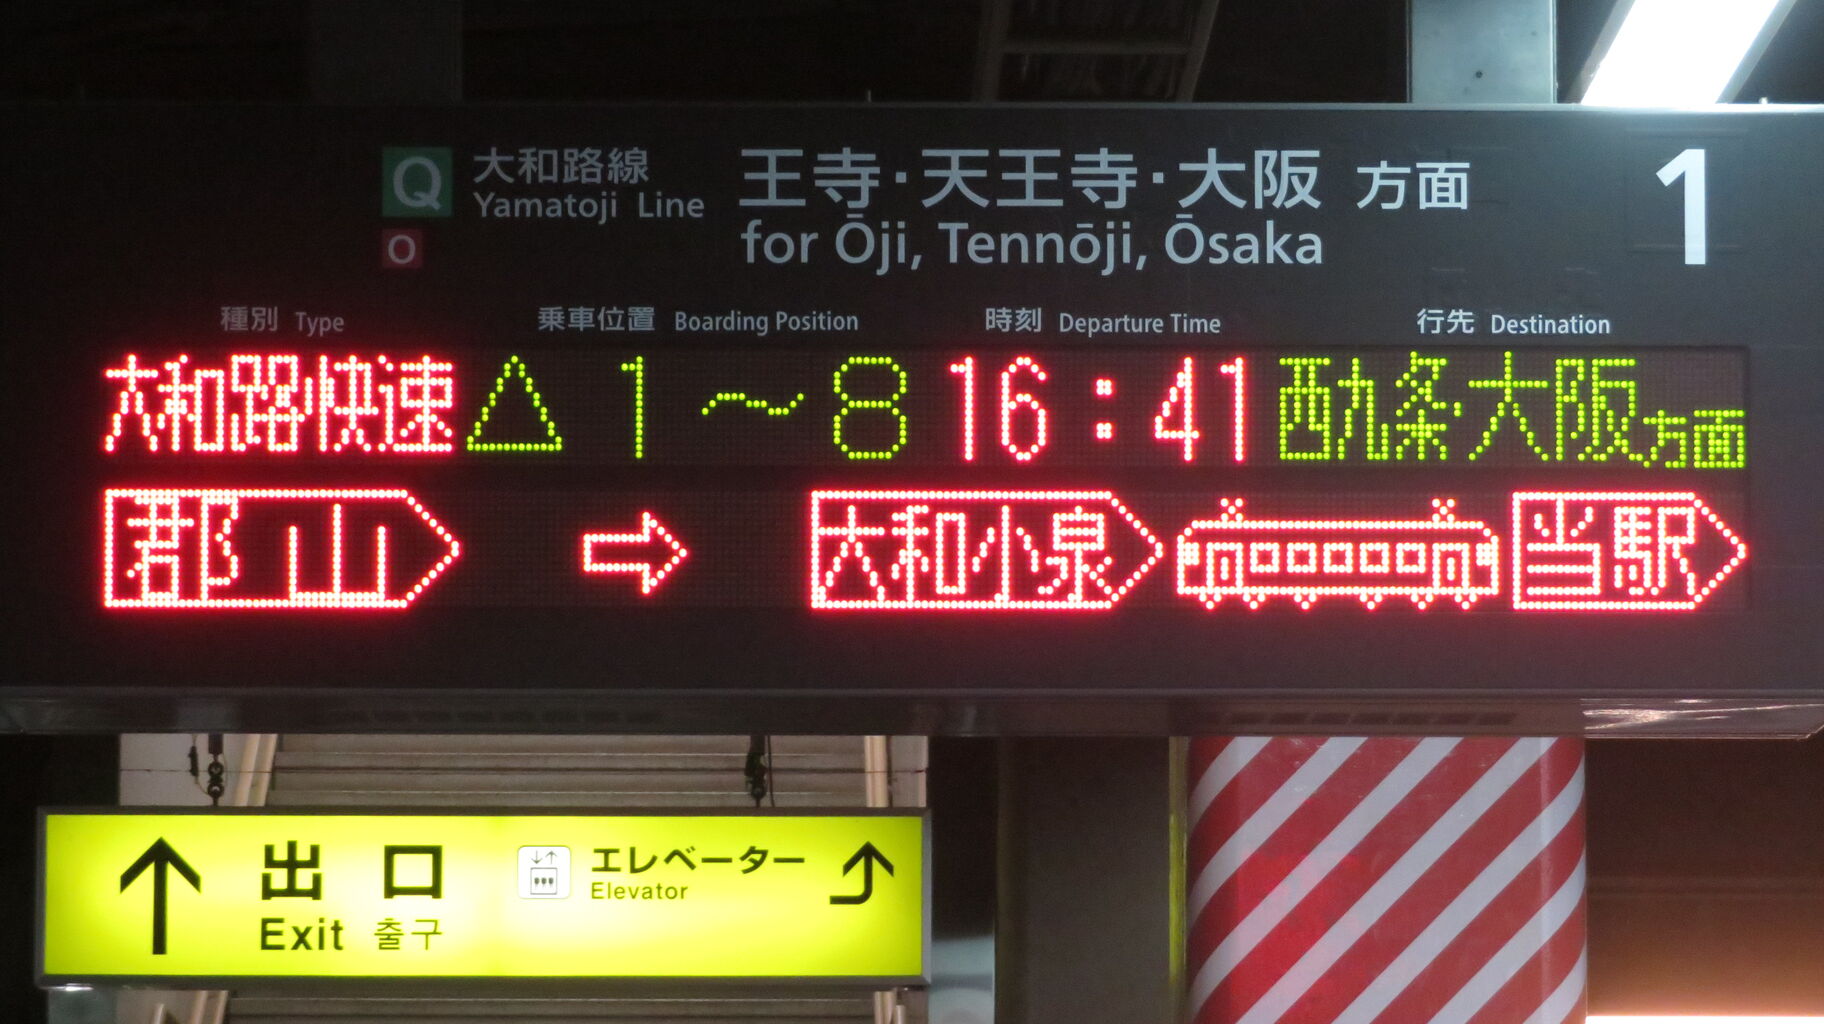 Q 大和路線 王寺・天王寺・大阪 方面 1
Yamatoji Line for Ōji, Tennōji, Ōsaka
O
種別 Type 乗車位置 Boarding Position 時刻 Departure Time 行先 Destination
大和路快速 △ 1～8 16:41 西九条大阪方面
郡山 ⇨ 大和小泉 当駅
↑ 出口 エレベーター
Exit 출구 Elevator